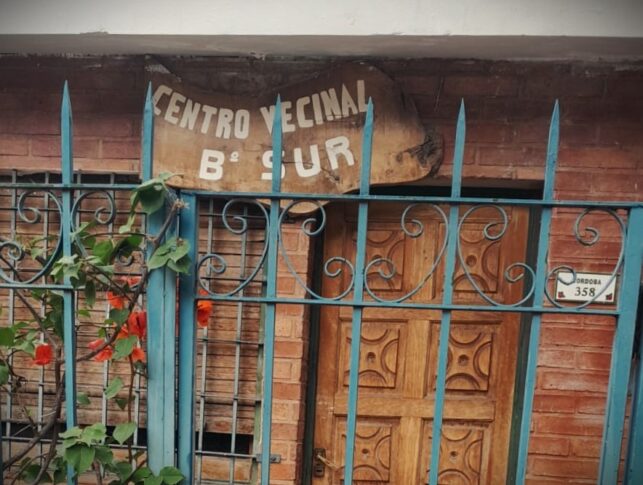 CENTRO VECINAL
Bº SUR
CORDOBA
358